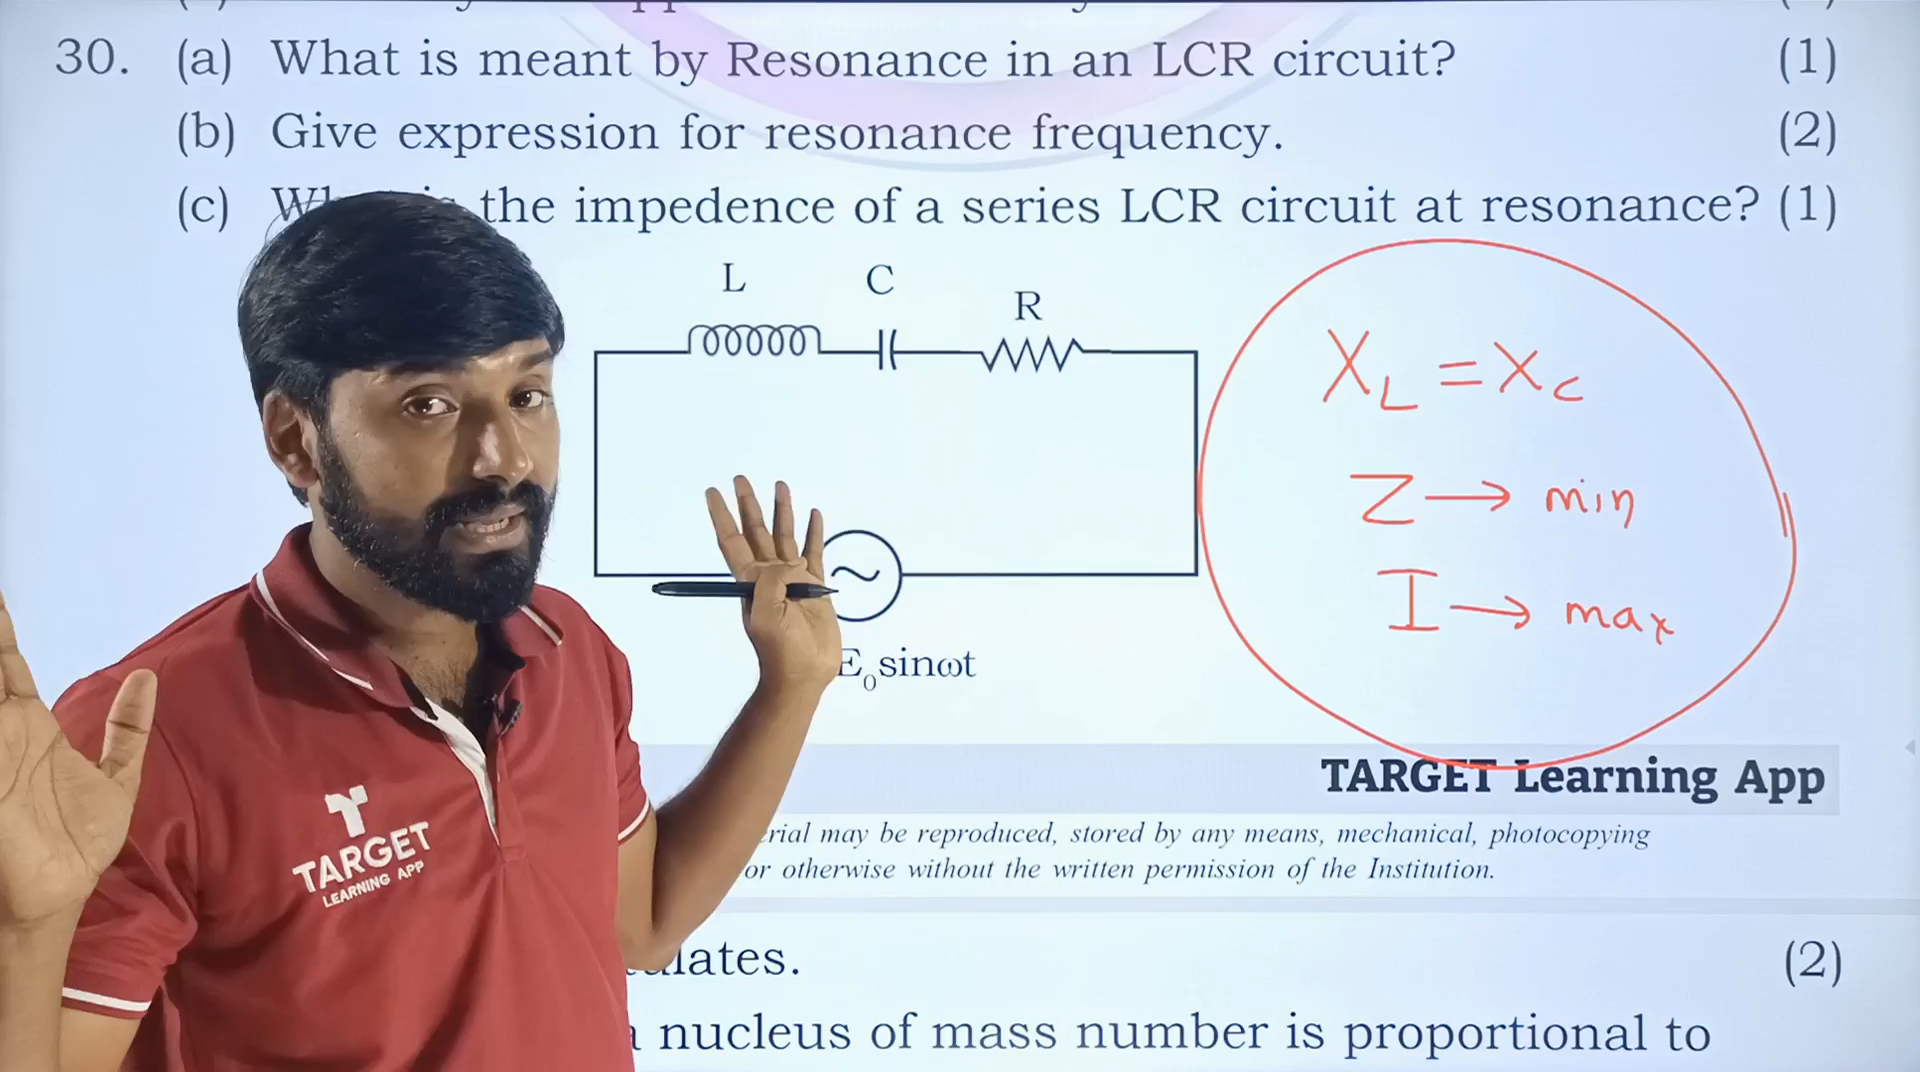 30. (a) What is meant by Resonance in an LCR circuit? (1)
(b) Give expression for resonance frequency. (2)
(c) the impedence of a series LCR circuit at resonance? (1)
L
C
R
X_L = X_C
Z → min
I → max
E₀sinωt
TARGET Learning App
may be reproduced, stored by any means, mechanical, photocopying
or otherwise without the written permission of the Institution.
TARGET
LEARNING APP
(2)
nucleus of mass number is proportional to